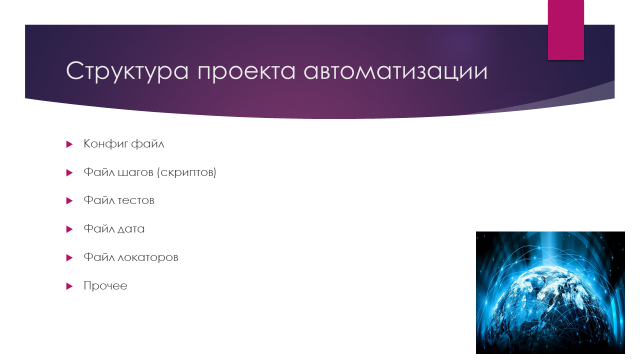 Структура проекта автоматизации
Конфиг файл
Файл шагов (скриптов)
Файл тестов
Файл дата
Файл локаторов
Прочее